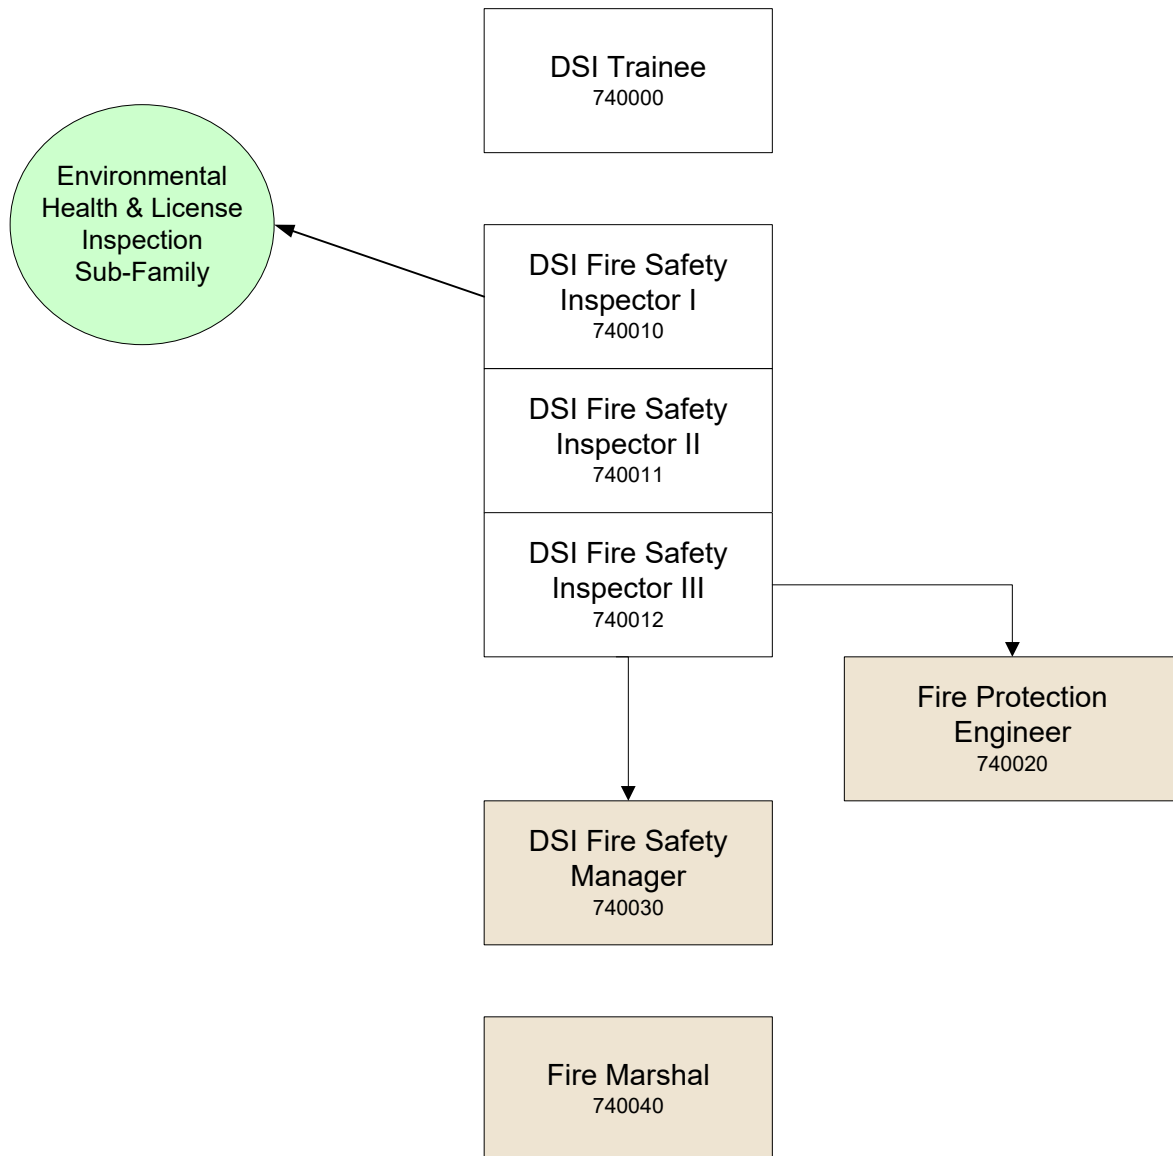 DSI Trainee
740000
Environmental
Health & License
Inspection
Sub-Family
DSI Fire Safety
Inspector I
740010
DSI Fire Safety
Inspector II
740011
DSI Fire Safety
Inspector III
740012
Fire Protection
Engineer
740020
DSI Fire Safety
Manager
740030
Fire Marshal
740040